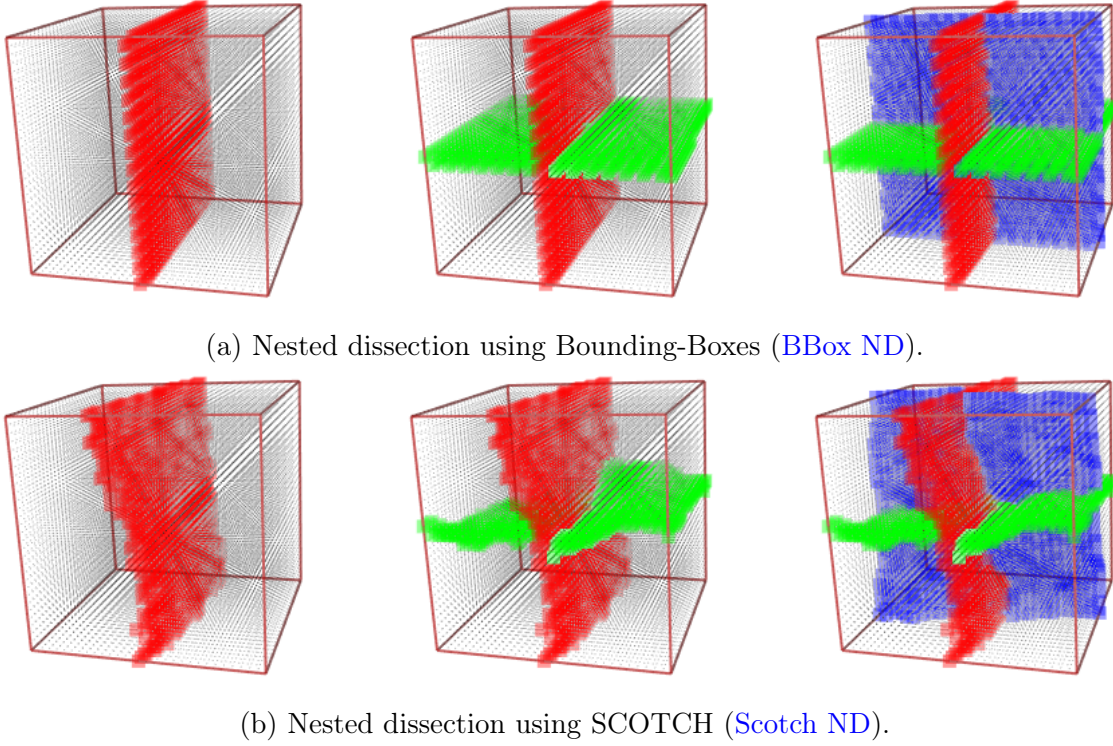 (a) Nested dissection using Bounding-Boxes (BBox ND).
(b) Nested dissection using SCOTCH (Scotch ND).